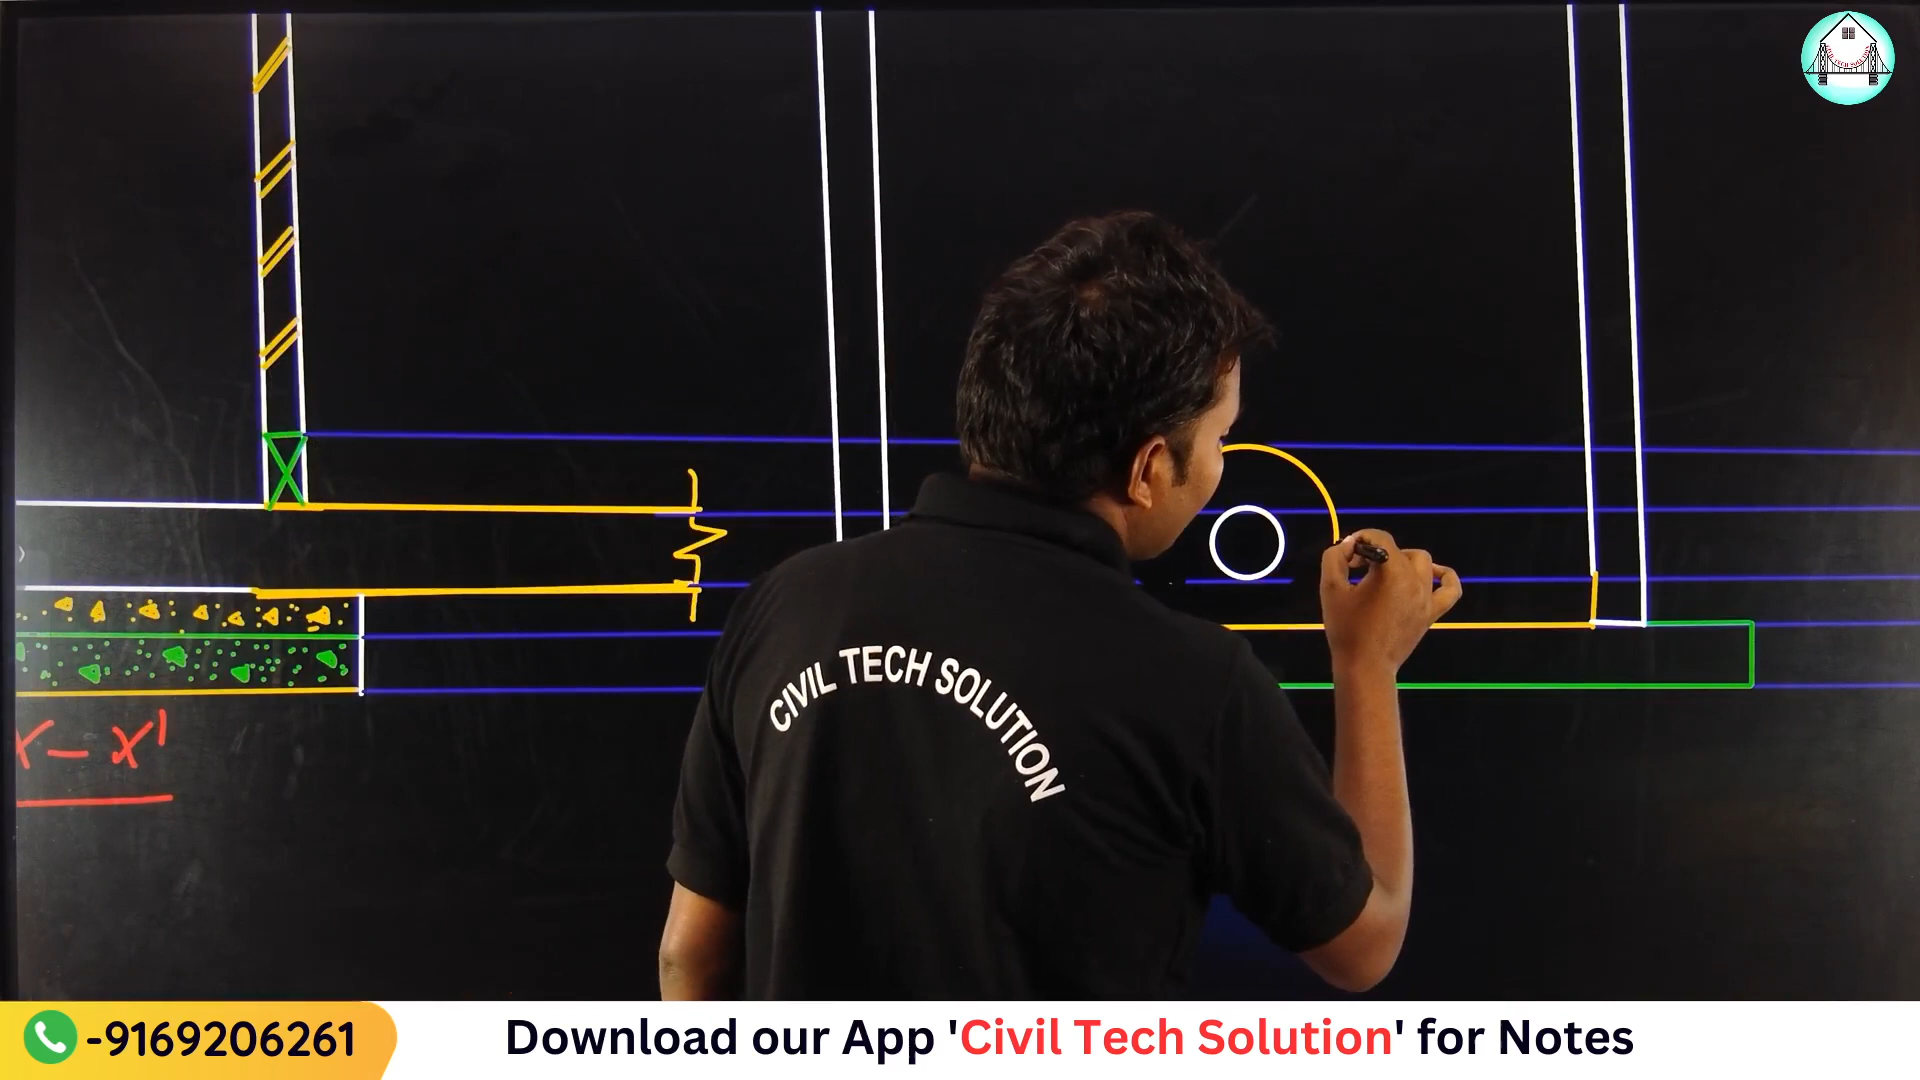 X - X'
CIVIL TECH SOLUTION
-9169206261
Download our App 'Civil Tech Solution' for Notes